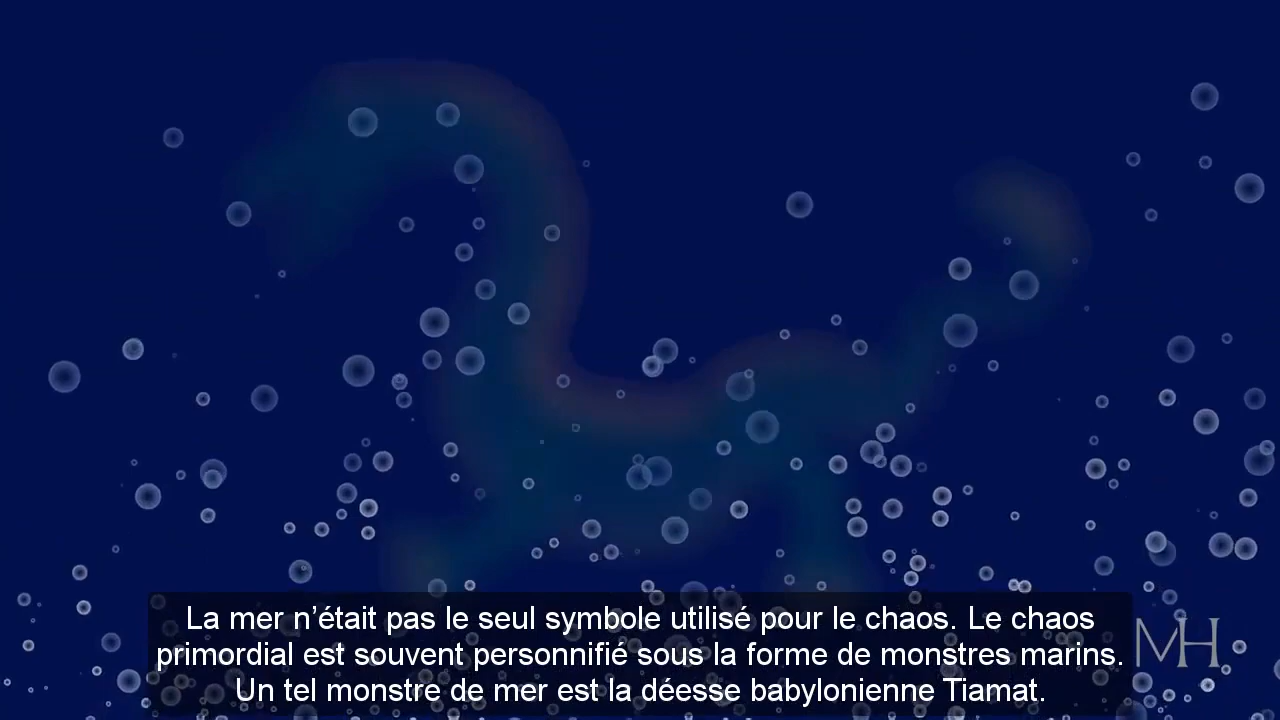 La mer n’était pas le seul symbole utilisé pour le chaos. Le chaos
primordial est souvent personnifié sous la forme de monstres marins.
Un tel monstre de mer est la déesse babylonienne Tiamat.
MH